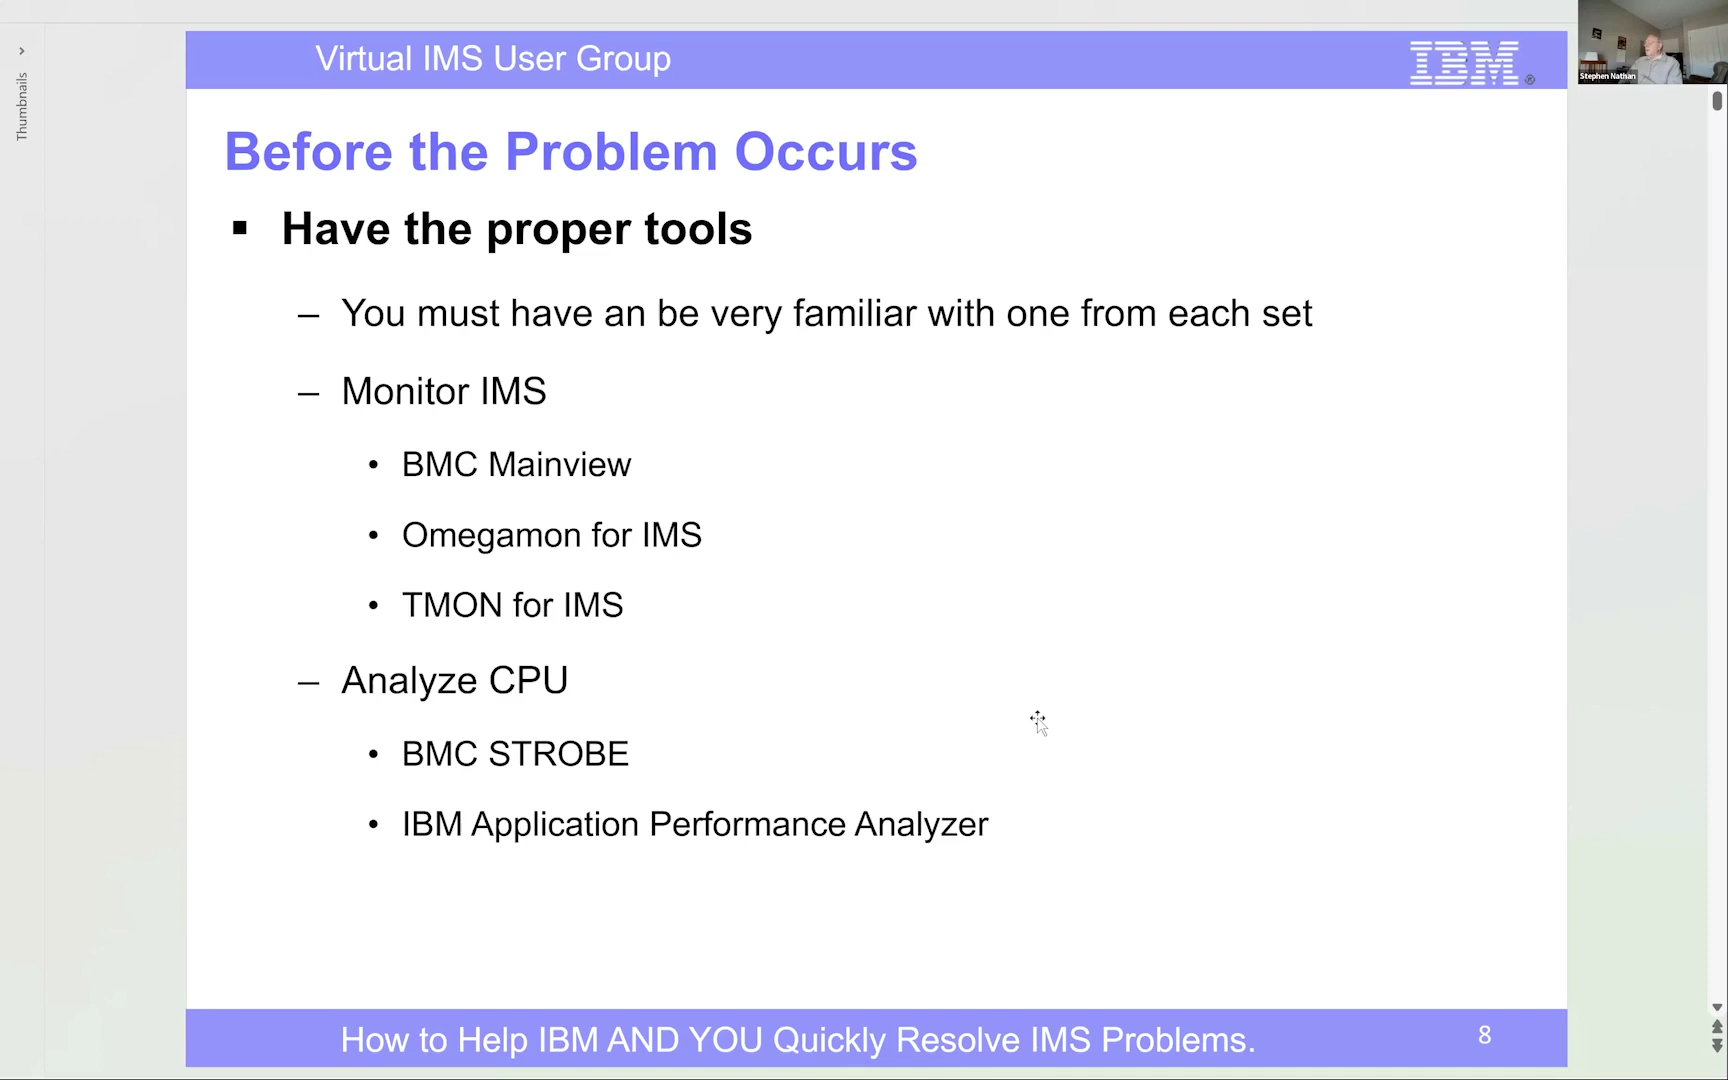 Virtual IMS User Group
IBM®
Stephen Nathan
Thumbnails
Before the Problem Occurs
▪ Have the proper tools
– You must have an be very familiar with one from each set
– Monitor IMS
• BMC Mainview
• Omegamon for IMS
• TMON for IMS
– Analyze CPU
• BMC STROBE
• IBM Application Performance Analyzer
How to Help IBM AND YOU Quickly Resolve IMS Problems.
8